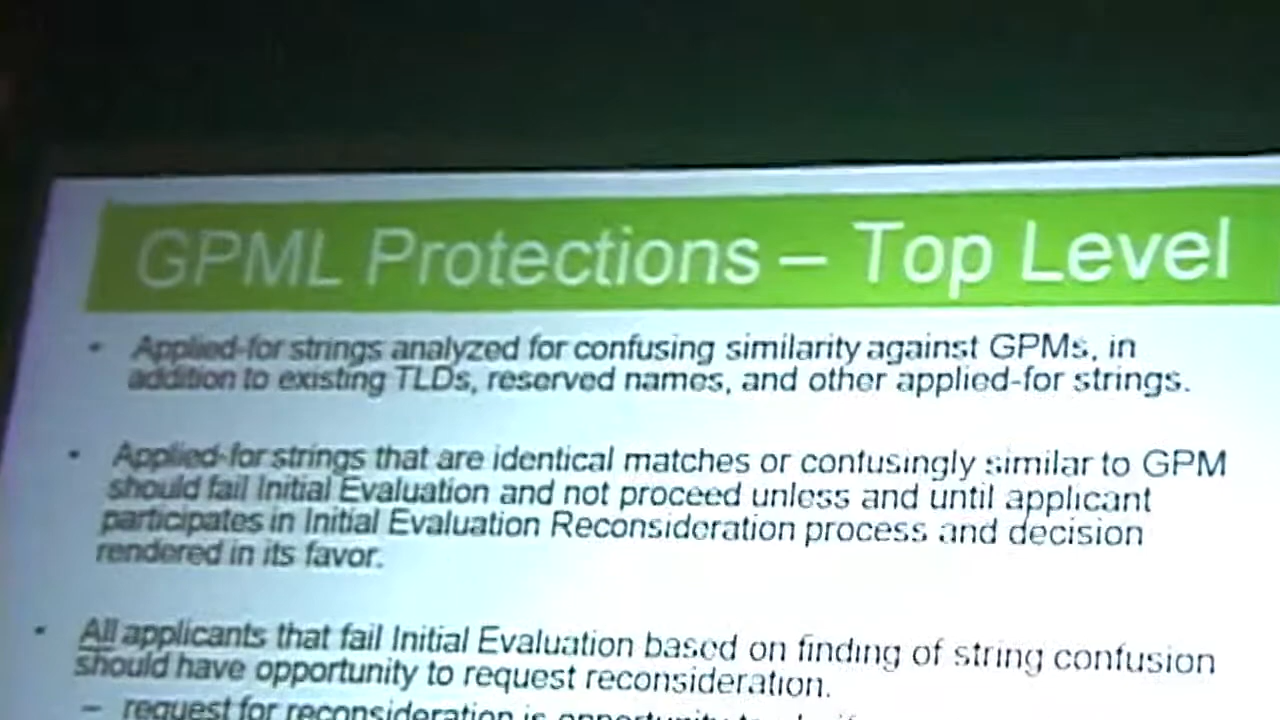 GPML Protections – Top Level
• Applied-for strings analyzed for confusing similarity against GPMs, in
addition to existing TLDs, reserved names, and other applied-for strings.
• Applied-for strings that are identical matches or confusingly similar to GPM
should fail Initial Evaluation and not proceed unless and until applicant
participates in Initial Evaluation Reconsideration process and decision
rendered in its favor.
• All applicants that fail Initial Evaluation based on finding of string confusion
should have opportunity to request reconsideration.
– request for reconsideration is opportunity to